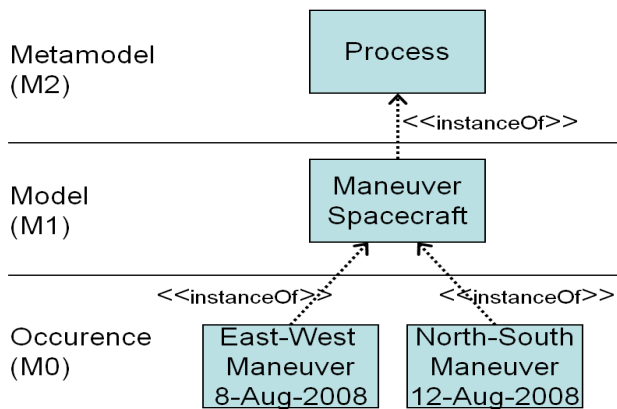 Metamodel
(M2)
Process
<<instanceOf>>
Model
(M1)
Maneuver
Spacecraft
<<instanceOf>>
<<instanceOf>>
Occurence
(M0)
East-West
Maneuver
8-Aug-2008
North-South
Maneuver
12-Aug-2008